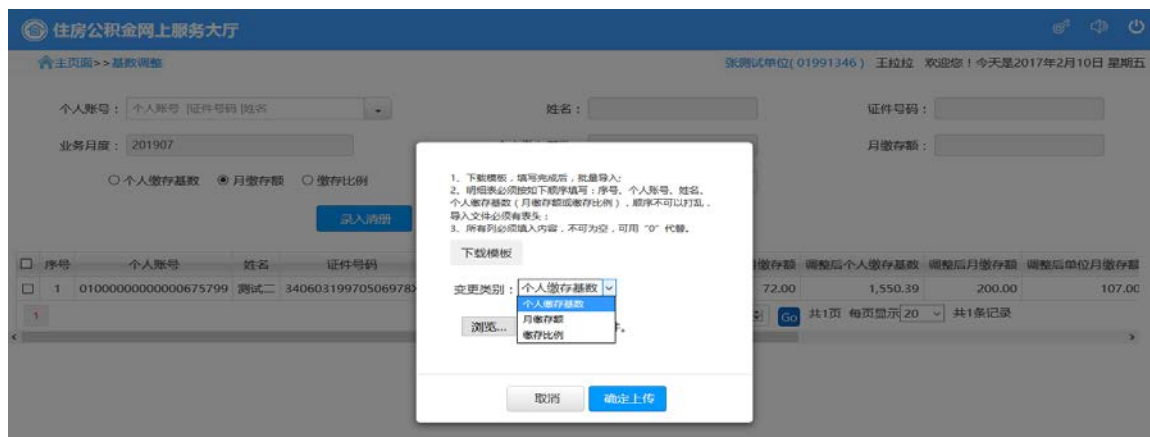 住房公积金网上服务大厅
主页面>>基数调整 张测试单位(01991346) 王拉拉 欢迎您!今天是2017年2月10日 星期五
个人账号: 个人账号 |证件号码 |姓名 姓名: 证件号码:
业务月度: 201907 月缴存额:
个人缴存基数 月缴存额 缴存比例
录入清册
1、下载模板,填写完成后,批量导入;
2、明细表必须按如下顺序填写:序号、个人账号、姓名、
个人缴存基数(月缴存额或缴存比例),顺序不可以打乱,
导入文件必须有表头;
3、所有列必须填入内容,不可为空,可用“0”代替。
下载模板
序号 个人账号 姓名 证件号码 缴存额 调整后个人缴存基数 调整后月缴存额 调整后单位月缴存额
1 01000000000000675799 测试二 34060319970506978X 72.00 1,550.39 200.00 107.00
变更类别: 个人缴存基数
个人缴存基数
月缴存额
缴存比例
1 Go 共1页 每页显示 20 共1条记录
浏览...
取消 确定上传